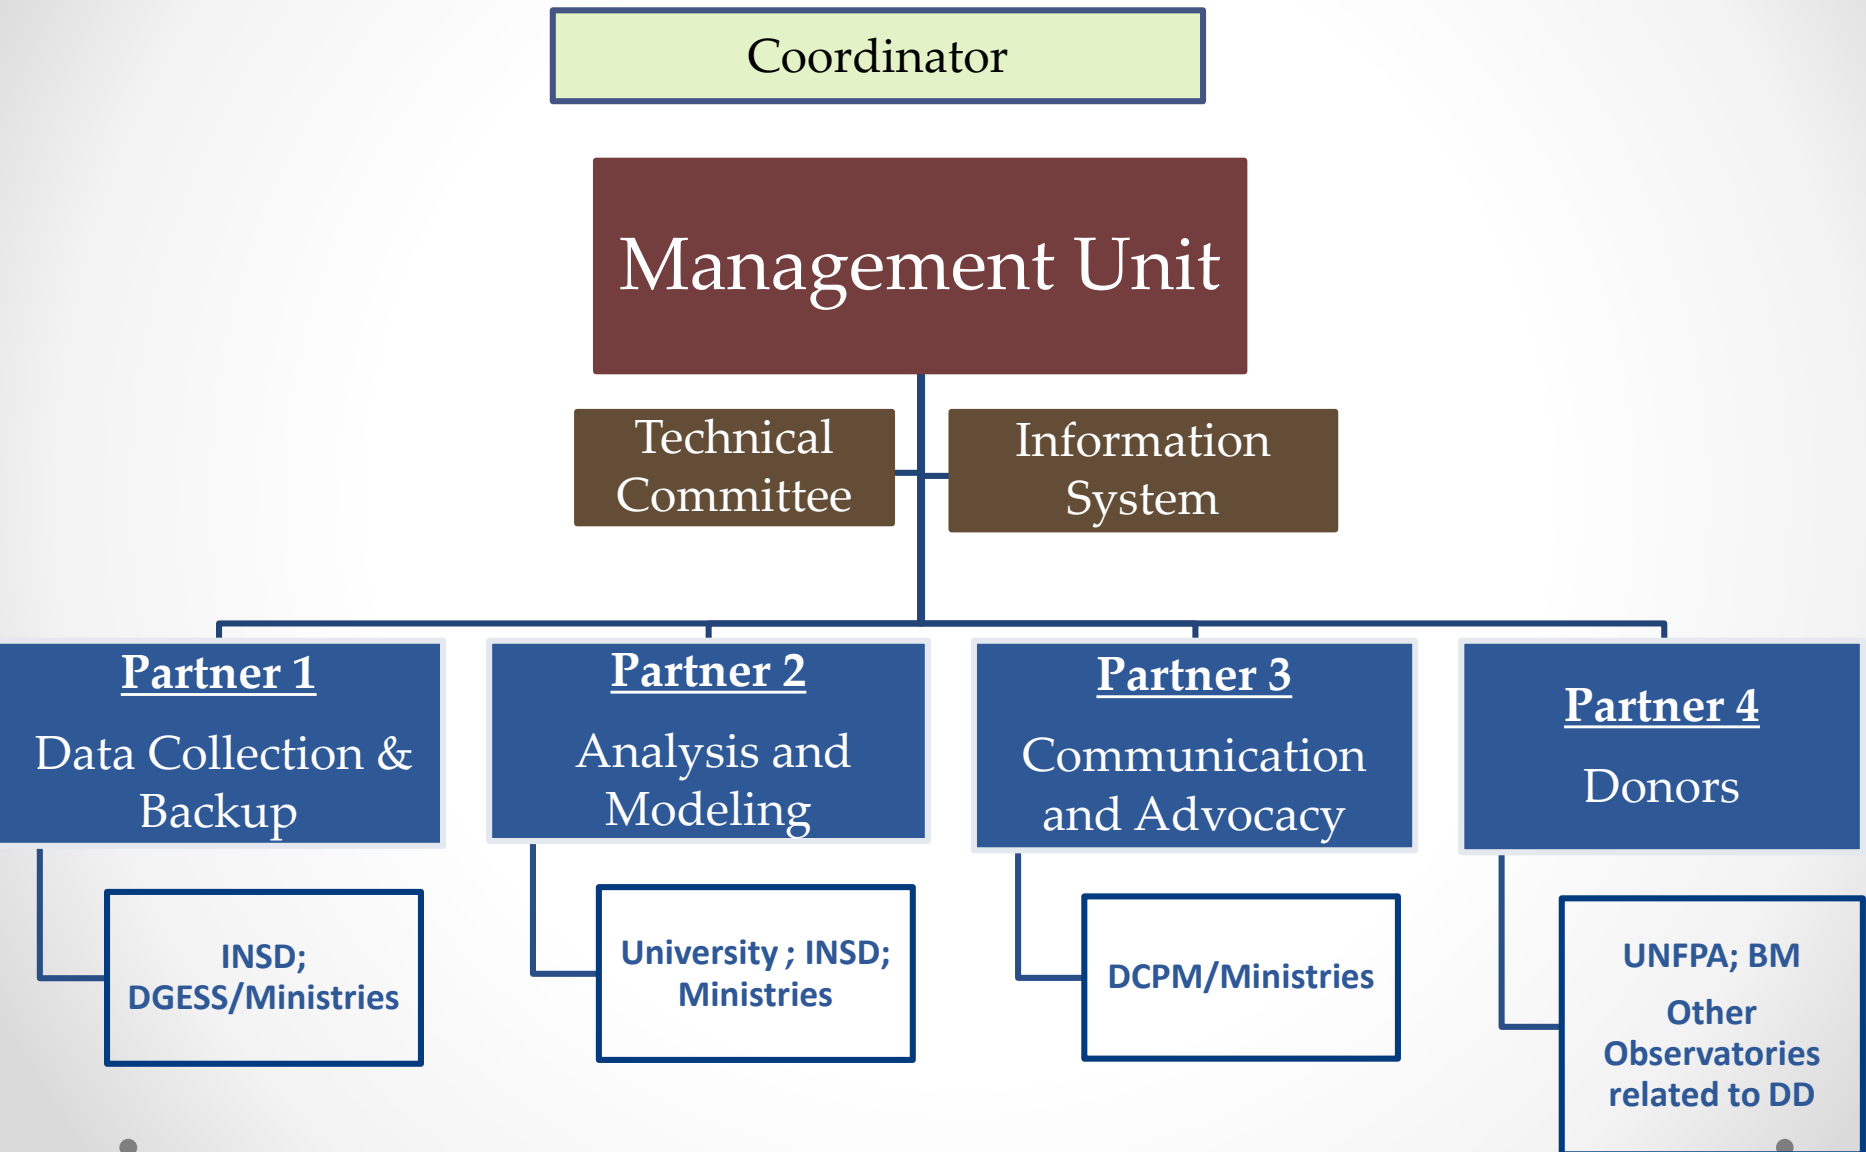 Coordinator
Management Unit
Technical
Committee
Information
System
Partner 1
Data Collection &
Backup
Partner 2
Analysis and
Modeling
Partner 3
Communication
and Advocacy
Partner 4
Donors
INSD;
DGESS/Ministries
University ; INSD;
Ministries
DCPM/Ministries
UNFPA; BM
Other
Observatories
related to DD